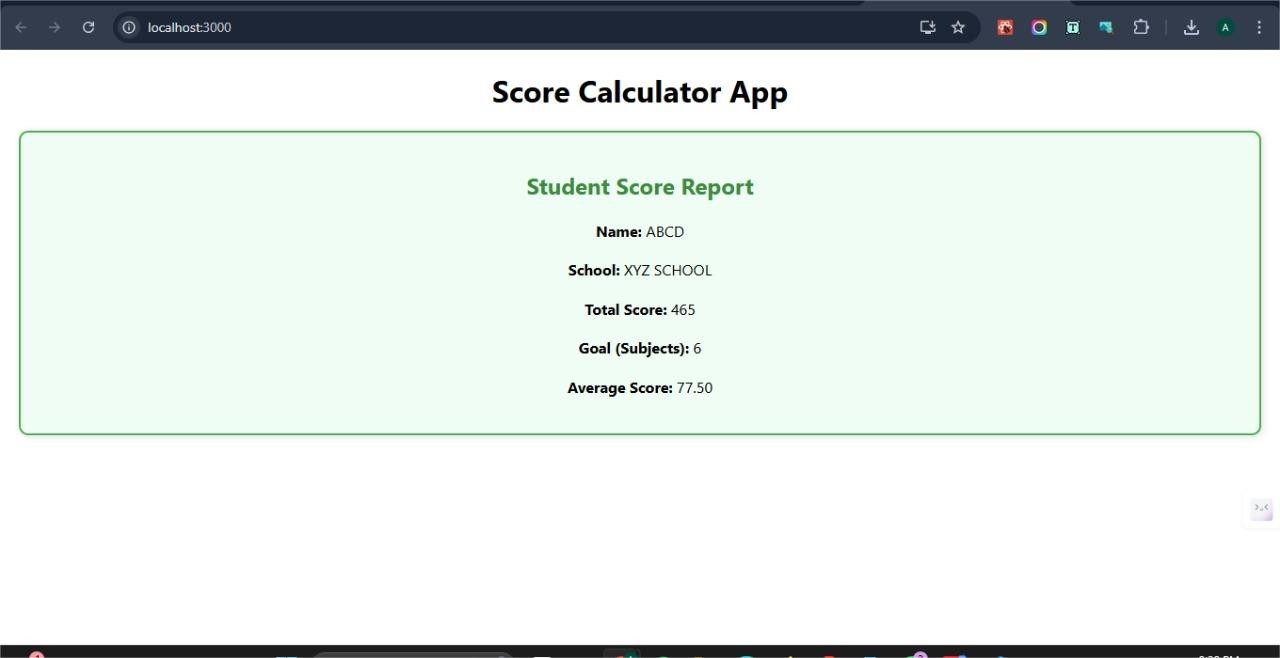 localhost:3000
A
Score Calculator App
Student Score Report
Name: ABCD
School: XYZ SCHOOL
Total Score: 465
Goal (Subjects): 6
Average Score: 77.50